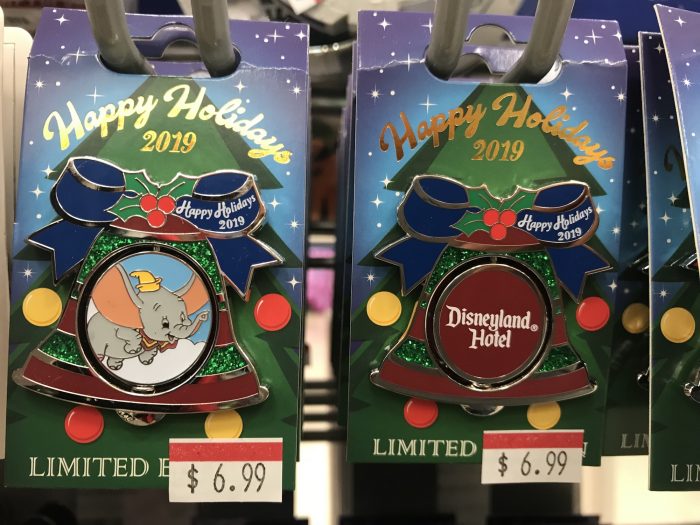 Happy Holidays
2019
Happy Holidays
2019
LIMITED E
$ 6.99
Happy Holidays
2019
Happy Holidays
2019
Disneyland®
Hotel
LIMITED N
$ 6.99
LIMITED
LI